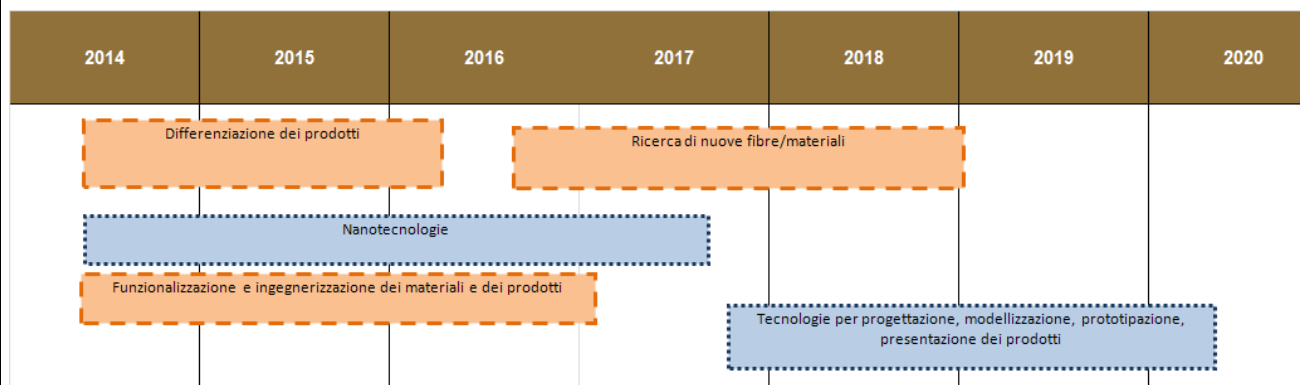 2014 2015 2016 2017 2018 2019 2020
Differenziazione dei prodotti
Ricerca di nuove fibre/materiali
Nanotecnologie
Funzionalizzazione e ingegnerizzazione dei materiali e dei prodotti
Tecnologie per progettazione, modellizzazione, prototipazione,
presentazione dei prodotti